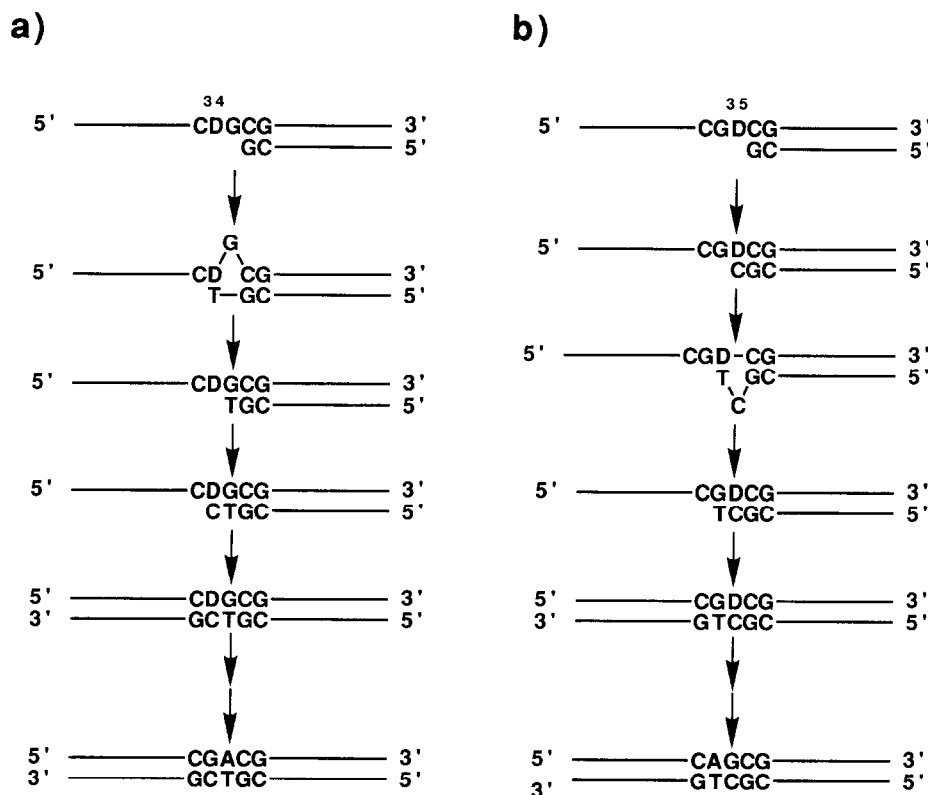 a)
34
5' CDGCG 3'
GC 5'
G
5' CD CG 3'
T GC 5'
5' CDGCG 3'
TGC 5'
5' CDGCG 3'
CTGC 5'
5' CDGCG 3'
3' GCTGC 5'
5' CGACG 3'
3' GCTGC 5'
b)
35
5' CGDCG 3'
GC 5'
5' CGDCG 3'
CGC 5'
5' CGD CG 3'
T GC 5'
C
5' CGDCG 3'
TCGC 5'
5' CGDCG 3'
3' GTCGC 5'
5' CAGCG 3'
3' GTCGC 5'